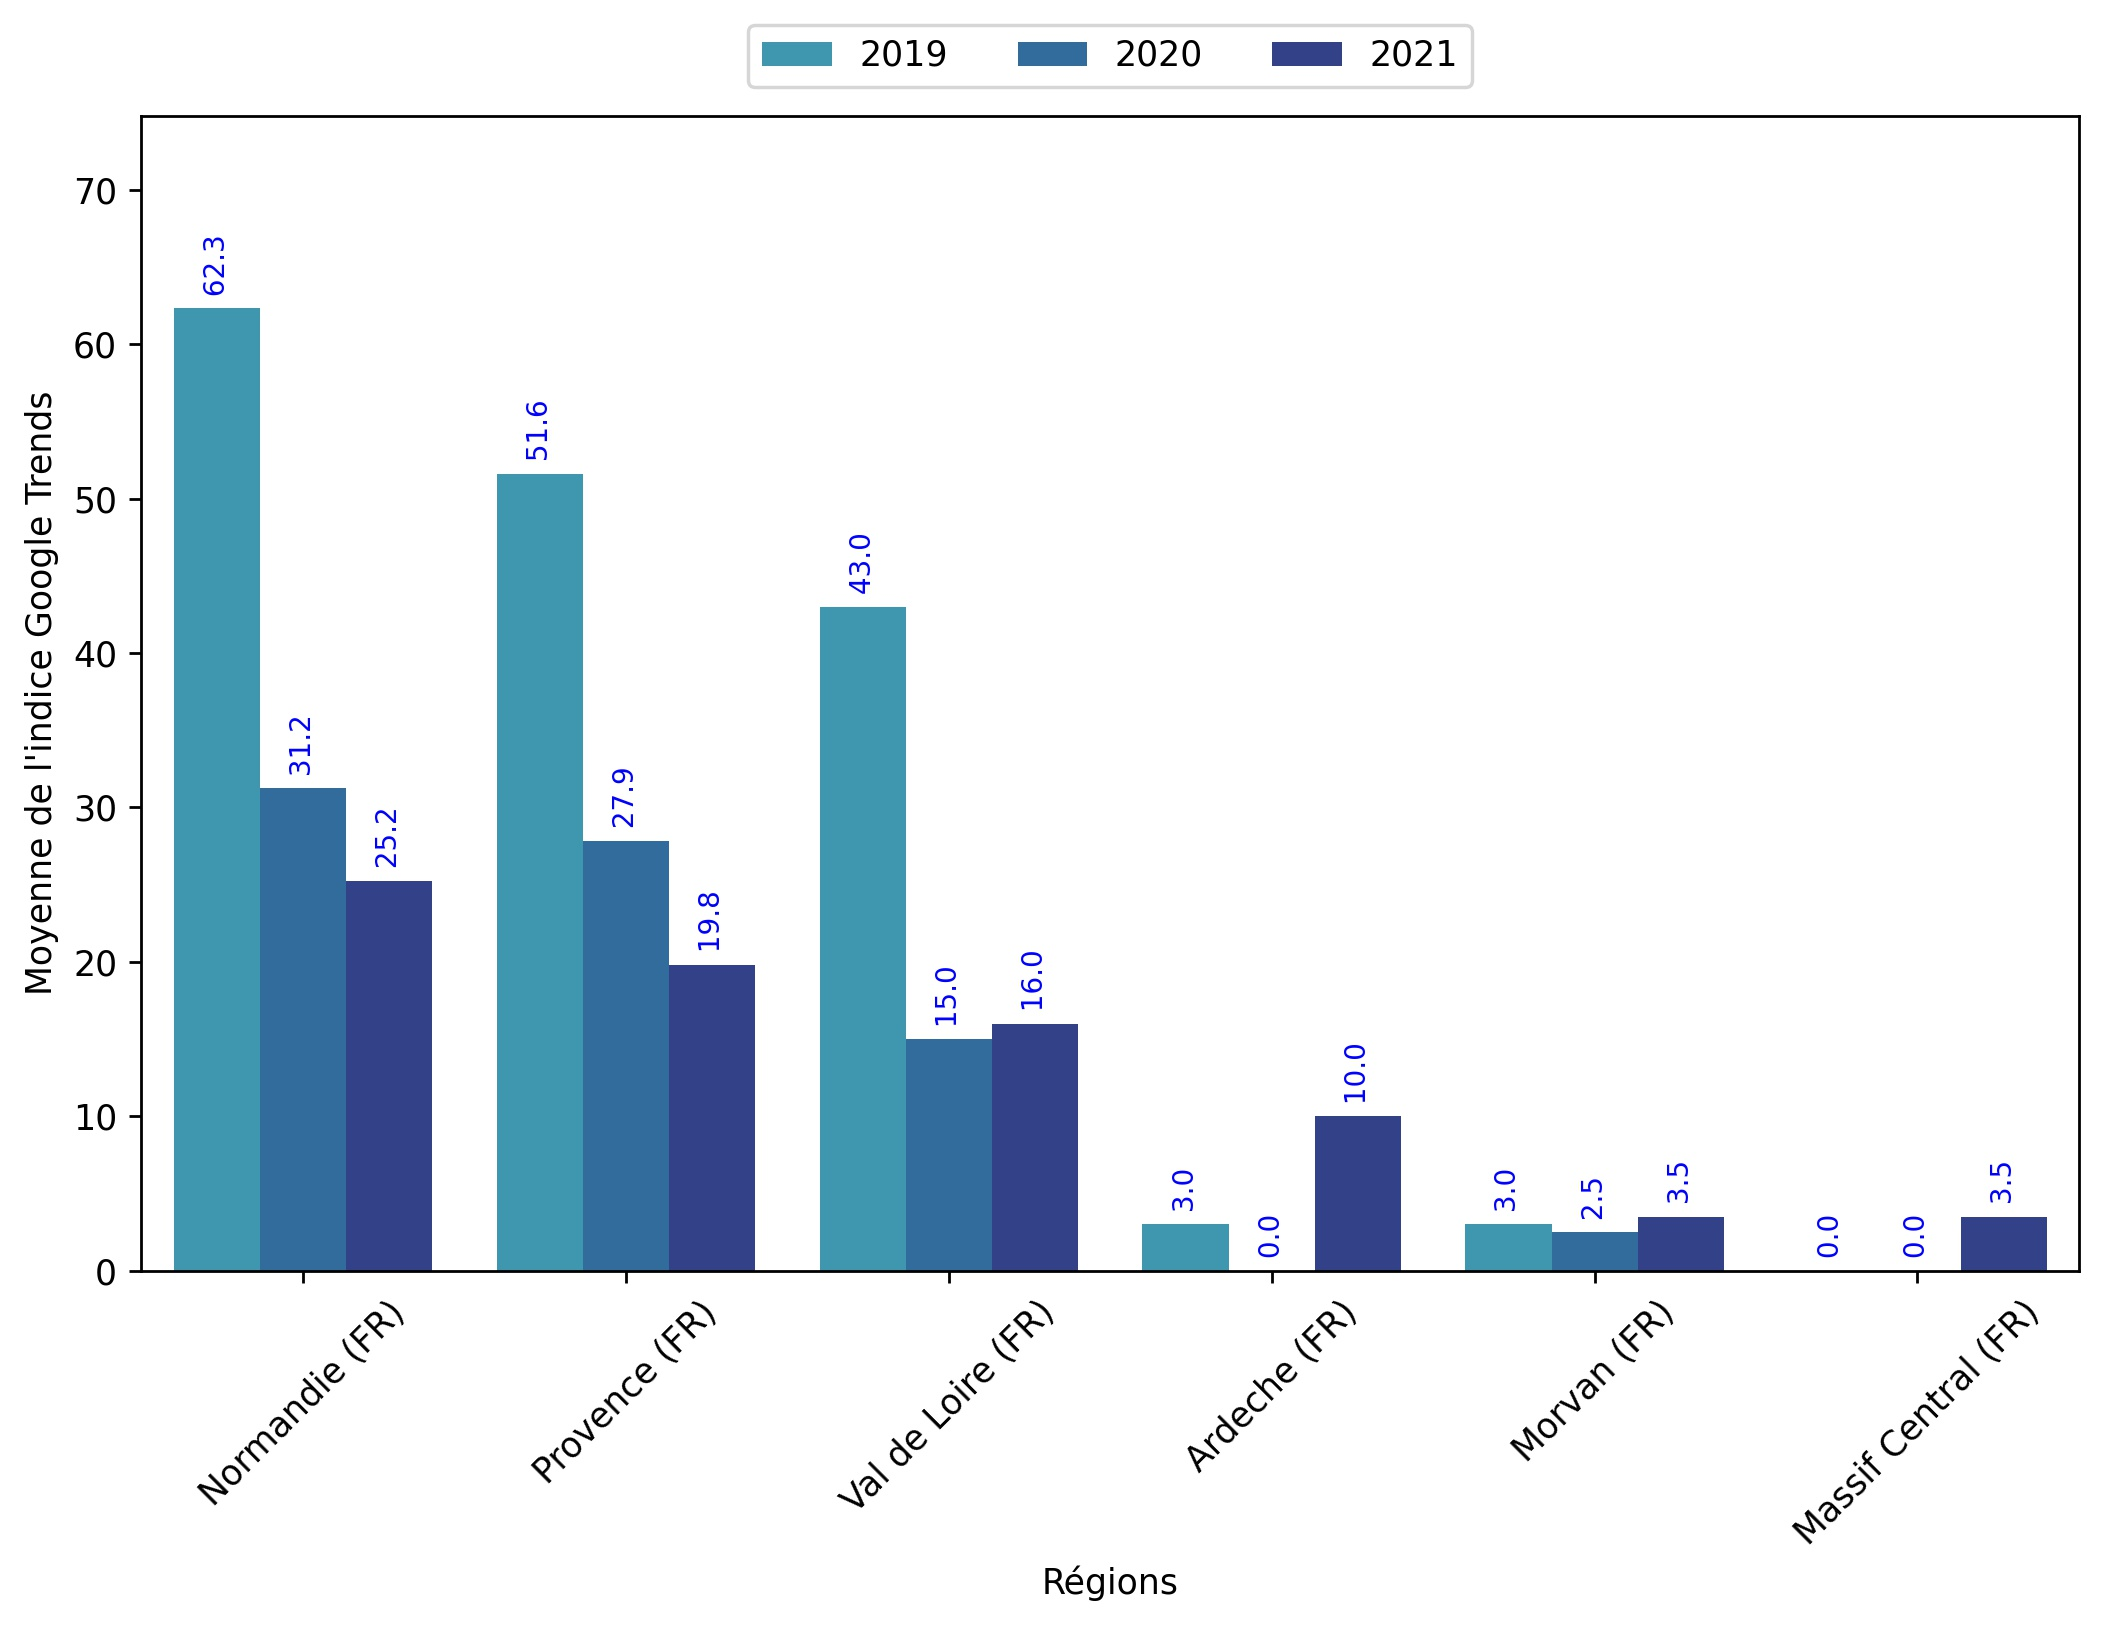 2019 2020 2021
Moyenne de l'indice Google Trends
70
60
50
40
30
20
10
0
62.3 31.2 25.2
51.6 27.9 19.8
43.0 15.0 16.0
3.0 0.0 10.0
3.0 2.5 3.5
0.0 0.0 3.5
Normandie (FR)
Provence (FR)
Val de Loire (FR)
Ardeche (FR)
Morvan (FR)
Massif Central (FR)
Régions